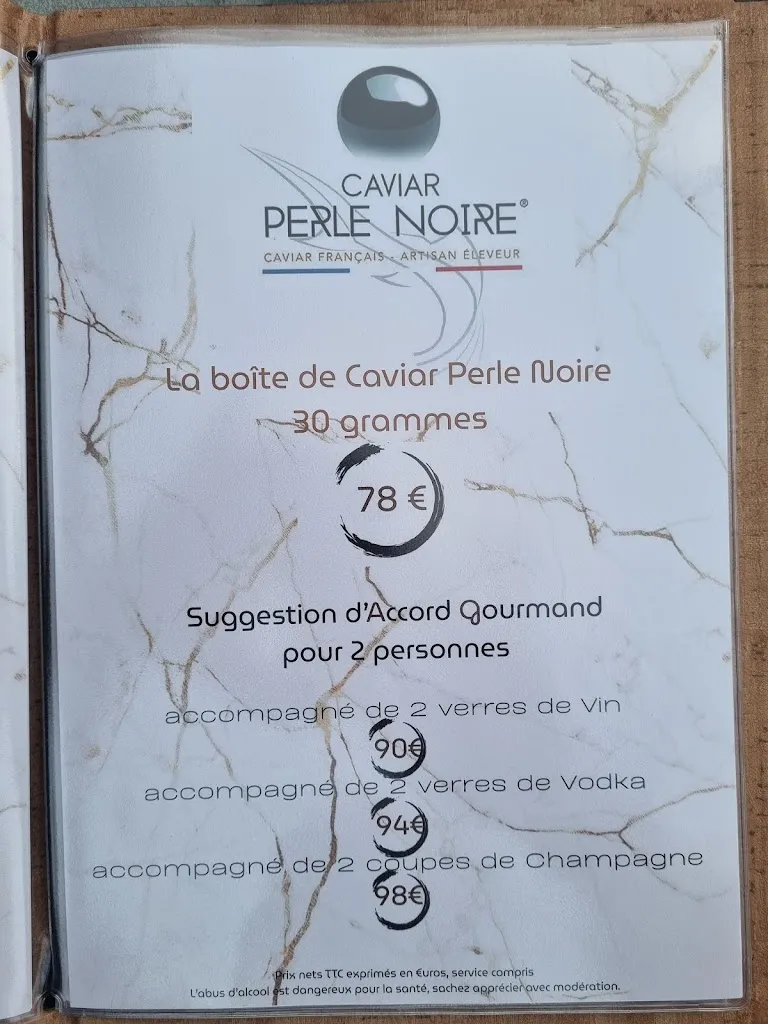 CAVIAR
PERLE NOIRE®
CAVIAR FRANÇAIS - ARTISAN ÉLEVEUR
La boîte de Caviar Perle Noire
30 grammes
78 €
Suggestion d'Accord Gourmand
pour 2 personnes
accompagné de 2 verres de Vin
90€
accompagné de 2 verres de Vodka
94€
accompagné de 2 coupes de Champagne
98€
Prix nets TTC exprimés en €uros, service compris
L'abus d'alcool est dangereux pour la santé, sachez apprécier avec modération.